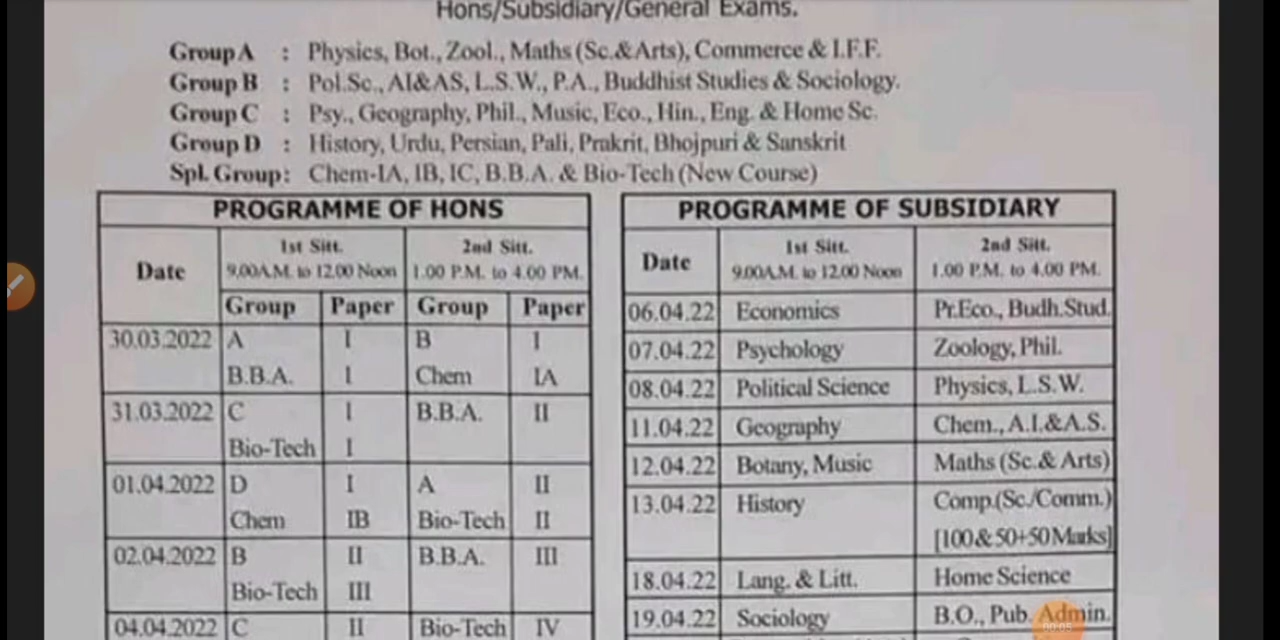 Hons/Subsidiary/General Exams.
Group A : Physics, Bot., Zool., Maths (Sc.&Arts), Commerce & I.F.F.
Group B : Pol.Sc., AI&AS, L.S.W., P.A., Buddhist Studies & Sociology.
Group C : Psy., Geography, Phil., Music, Eco., Hin., Eng. & Home Sc.
Group D : History, Urdu, Persian, Pali, Prakrit, Bhojpuri & Sanskrit
Spl. Group: Chem-IA, IB, IC, B.B.A. & Bio-Tech (New Course)
PROGRAMME OF HONS
Date 1st Sitt. 2nd Sitt.
9.00A.M. to 12.00 Noon 1.00 P.M. to 4.00 PM.
Group Paper Group Paper
30.03.2022 A I B I
B.B.A. I Chem IA
31.03.2022 C I B.B.A. II
Bio-Tech I
01.04.2022 D I A II
Chem IB Bio-Tech II
02.04.2022 B II B.B.A. III
Bio-Tech III
04.04.2022 C II Bio-Tech IV
PROGRAMME OF SUBSIDIARY
Date 1st Sitt. 2nd Sitt.
9.00A.M. to 12.00 Noon 1.00 P.M. to 4.00 PM.
06.04.22 Economics Pr.Eco., Budh.Stud.
07.04.22 Psychology Zoology, Phil.
08.04.22 Political Science Physics, L.S.W.
11.04.22 Geography Chem., A.I.&A.S.
12.04.22 Botany, Music Maths (Sc.& Arts)
13.04.22 History Comp.(Sc./Comm.)
[100&50+50Marks]
18.04.22 Lang. & Litt. Home Science
19.04.22 Sociology B.O., Pub. Admin.
00:05